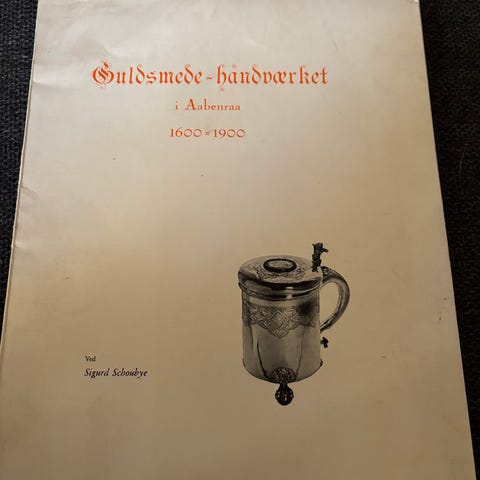 Guldsmede-håndværket
i Aabenraa
1600=1900
Ved
Sigurd Schoubye